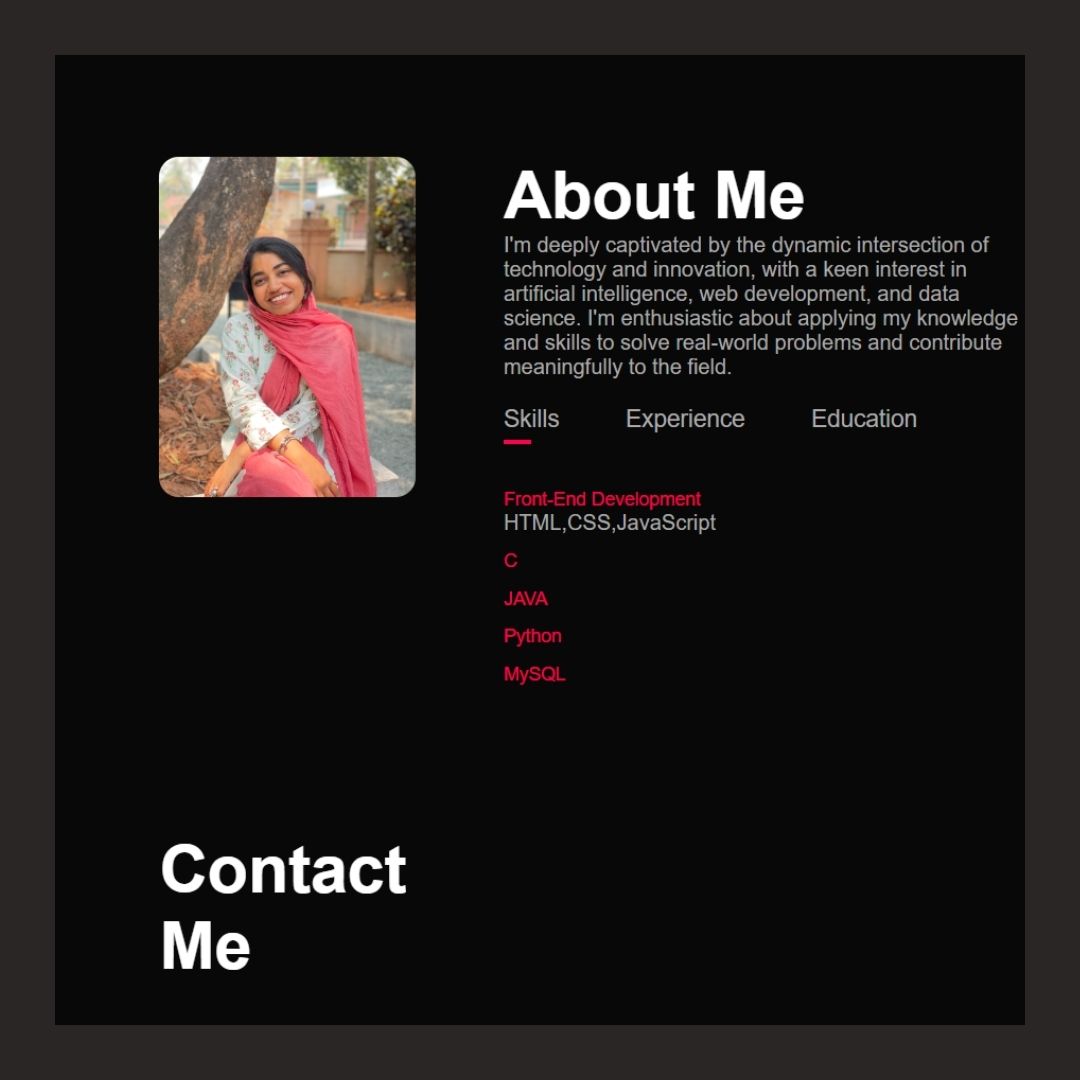 About Me
I'm deeply captivated by the dynamic intersection of
technology and innovation, with a keen interest in
artificial intelligence, web development, and data
science. I'm enthusiastic about applying my knowledge
and skills to solve real-world problems and contribute
meaningfully to the field.
Skills Experience Education
Front-End Development
HTML,CSS,JavaScript
C
JAVA
Python
MySQL
Contact
Me